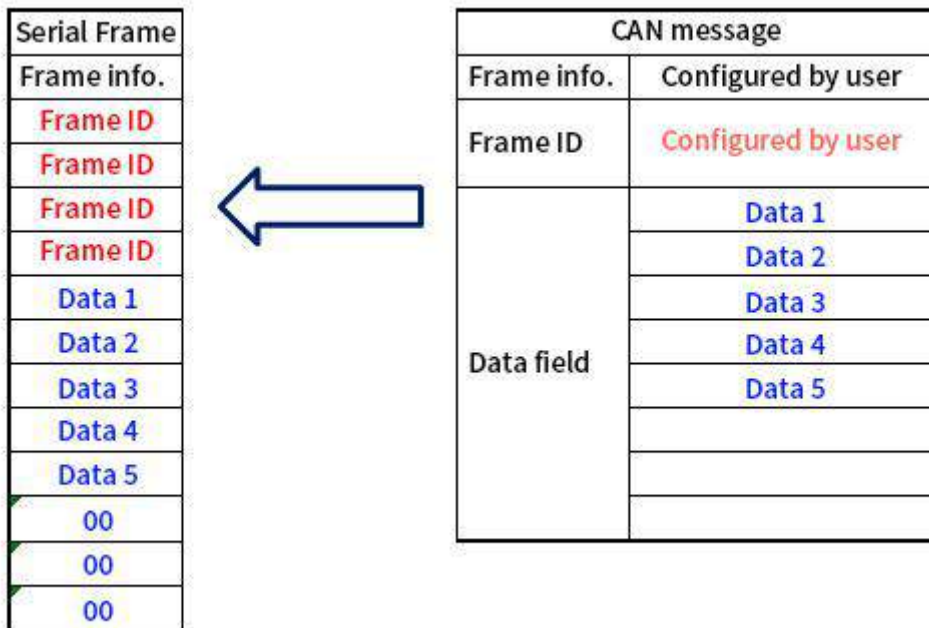 Serial Frame
Frame info.
Frame ID
Frame ID
Frame ID
Frame ID
Data 1
Data 2
Data 3
Data 4
Data 5
00
00
00
CAN message
Frame info. Configured by user
Frame ID Configured by user
Data field
Data 1
Data 2
Data 3
Data 4
Data 5